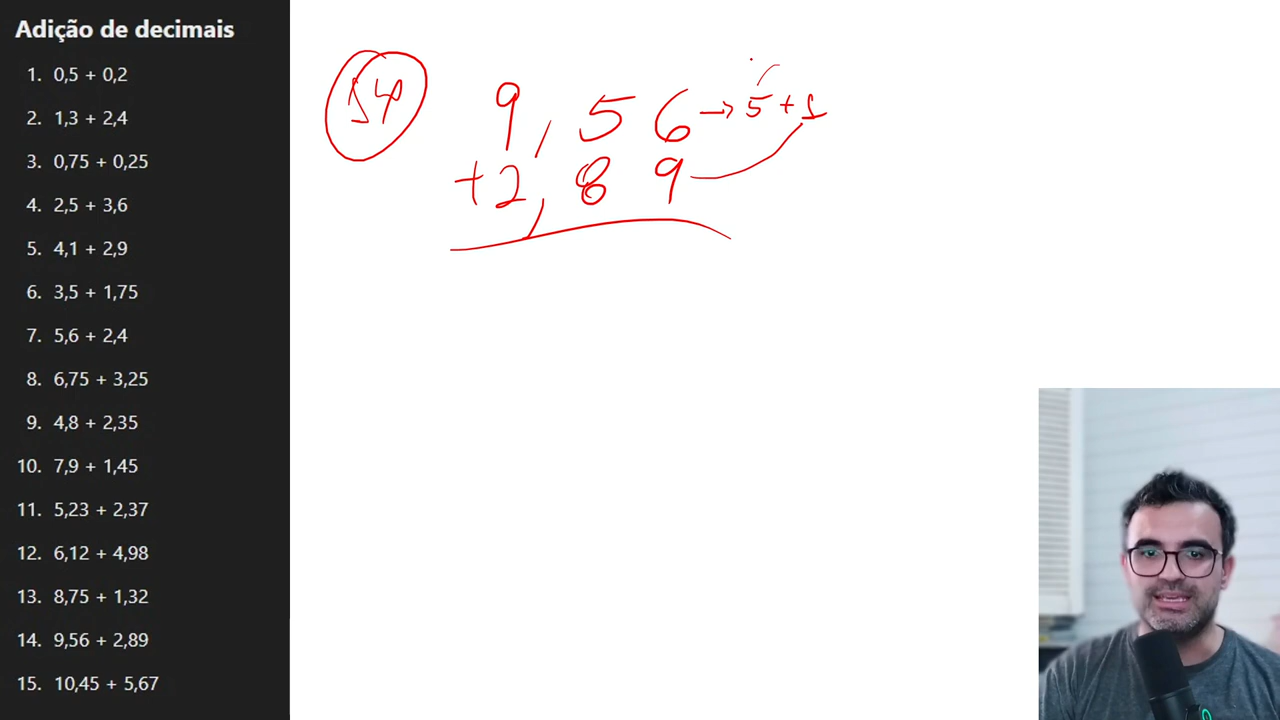 Adição de decimais
1. 0,5 + 0,2
2. 1,3 + 2,4
3. 0,75 + 0,25
4. 2,5 + 3,6
5. 4,1 + 2,9
6. 3,5 + 1,75
7. 5,6 + 2,4
8. 6,75 + 3,25
9. 4,8 + 2,35
10. 7,9 + 1,45
11. 5,23 + 2,37
12. 6,12 + 4,98
13. 8,75 + 1,32
14. 9,56 + 2,89
15. 10,45 + 5,67
14 9,56 → 5+1
+2,89